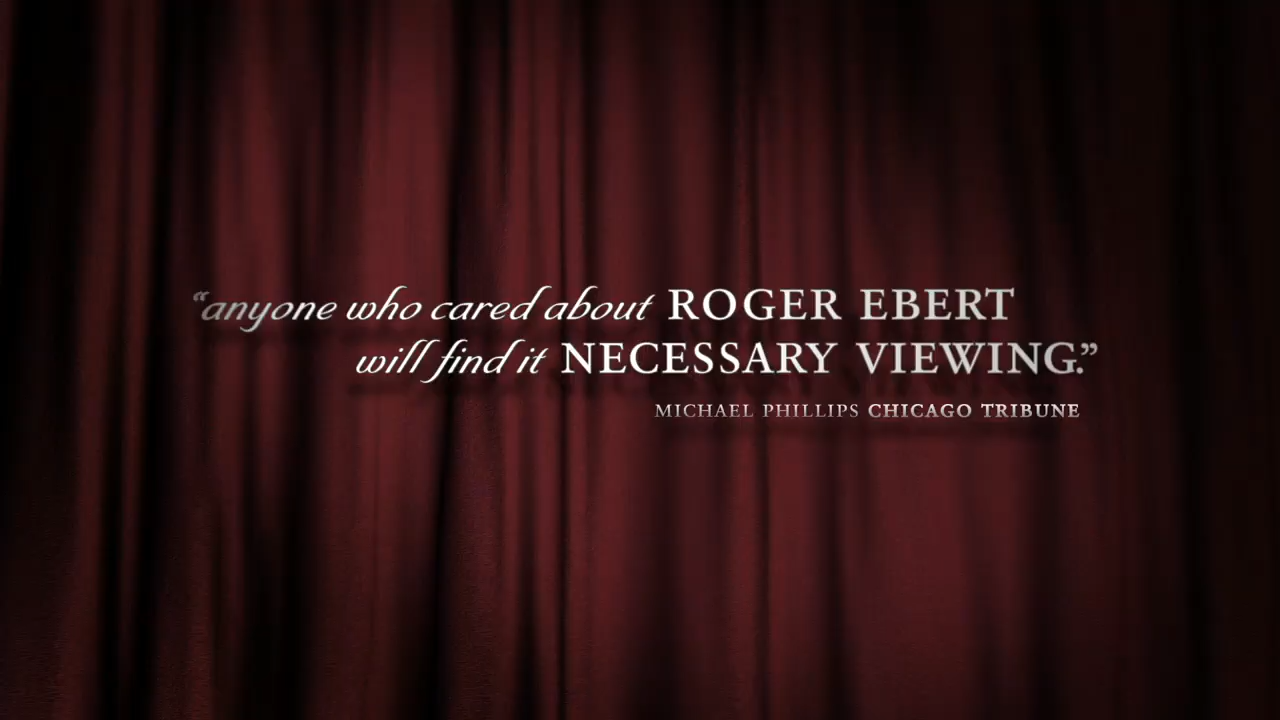 “anyone who cared about ROGER EBERT
will find it NECESSARY VIEWING.”
MICHAEL PHILLIPS CHICAGO TRIBUNE